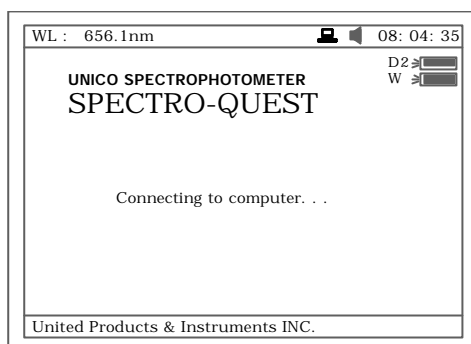 WL : 656.1nm 08: 04: 35
D2
W
UNICO SPECTROPHOTOMETER
SPECTRO-QUEST
Connecting to computer. . .
United Products & Instruments INC.